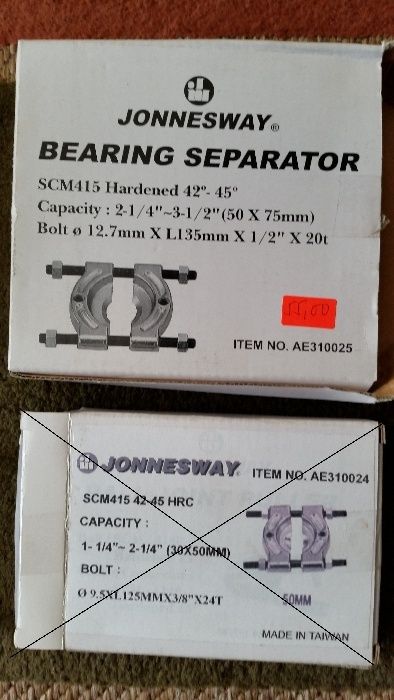 JONNESWAY®
BEARING SEPARATOR
SCM415 Hardened 42°- 45°
Capacity : 2-1/4"~3-1/2"(50 X 75mm)
Bolt ø 12.7mm X L135mm X 1/2" X 20t
55,00
ITEM NO. AE310025
JONNESWAY® ITEM NO. AE310024
SCM415 42-45 HRC
CAPACITY :
1- 1/4"~ 2-1/4" (30X50MM)
BOLT :
Ø 9.5XL125MMX3/8"X24T
50MM
MADE IN TAIWAN